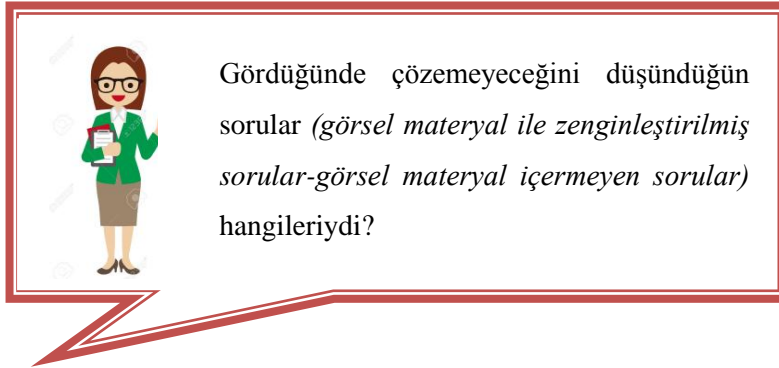 Gördüğünde çözemeyeceğini düşündüğün
sorular (görsel materyal ile zenginleştirilmiş
sorular-görsel materyal içermeyen sorular)
hangileriydi?